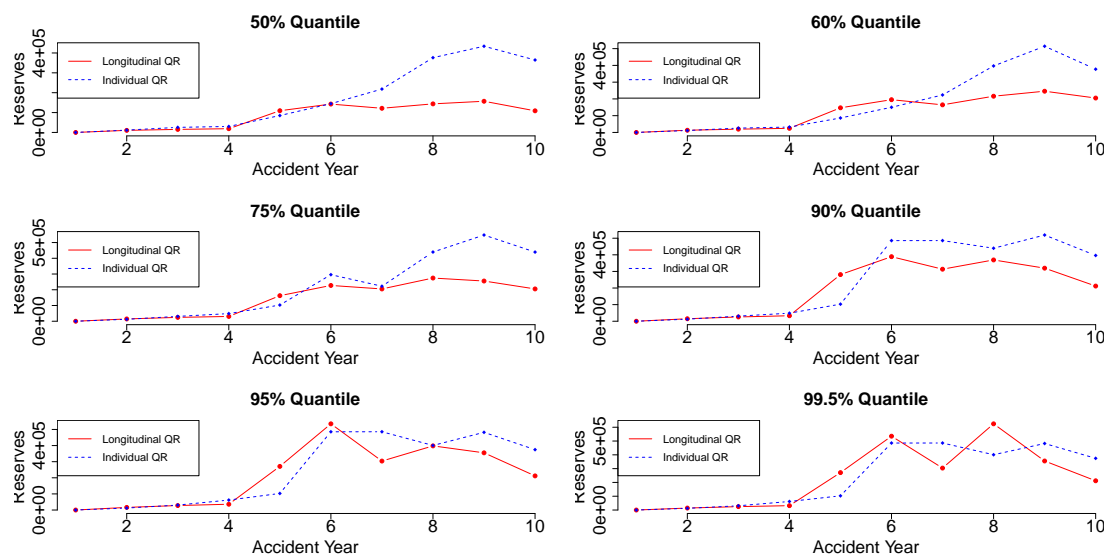 50% Quantile
Reserves
0e+00 4e+05
Longitudinal QR
Individual QR
2 4 6 8 10
Accident Year
60% Quantile
Reserves
0e+00 4e+05
Longitudinal QR
Individual QR
2 4 6 8 10
Accident Year
75% Quantile
Reserves
0e+00 5e+05
Longitudinal QR
Individual QR
2 4 6 8 10
Accident Year
90% Quantile
Reserves
0e+00 4e+05
Longitudinal QR
Individual QR
2 4 6 8 10
Accident Year
95% Quantile
Reserves
0e+00 4e+05
Longitudinal QR
Individual QR
2 4 6 8 10
Accident Year
99.5% Quantile
Reserves
0e+00 5e+05
Longitudinal QR
Individual QR
2 4 6 8 10
Accident Year